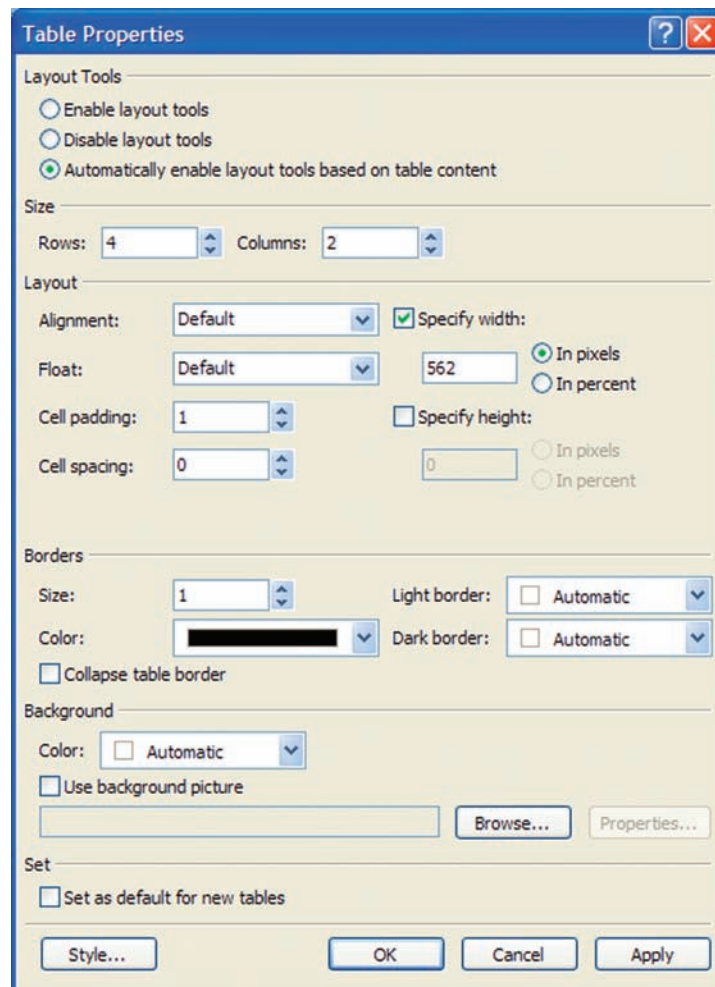 Table Properties
Layout Tools
Enable layout tools
Disable layout tools
Automatically enable layout tools based on table content
Size
Rows: 4 Columns: 2
Layout
Alignment: Default Specify width:
Float: Default 562 In pixels
In percent
Cell padding: 1 Specify height:
Cell spacing: 0 0 In pixels
In percent
Borders
Size: 1 Light border: Automatic
Color: Dark border: Automatic
Collapse table border
Background
Color: Automatic
Use background picture
Browse... Properties...
Set
Set as default for new tables
Style... OK Cancel Apply